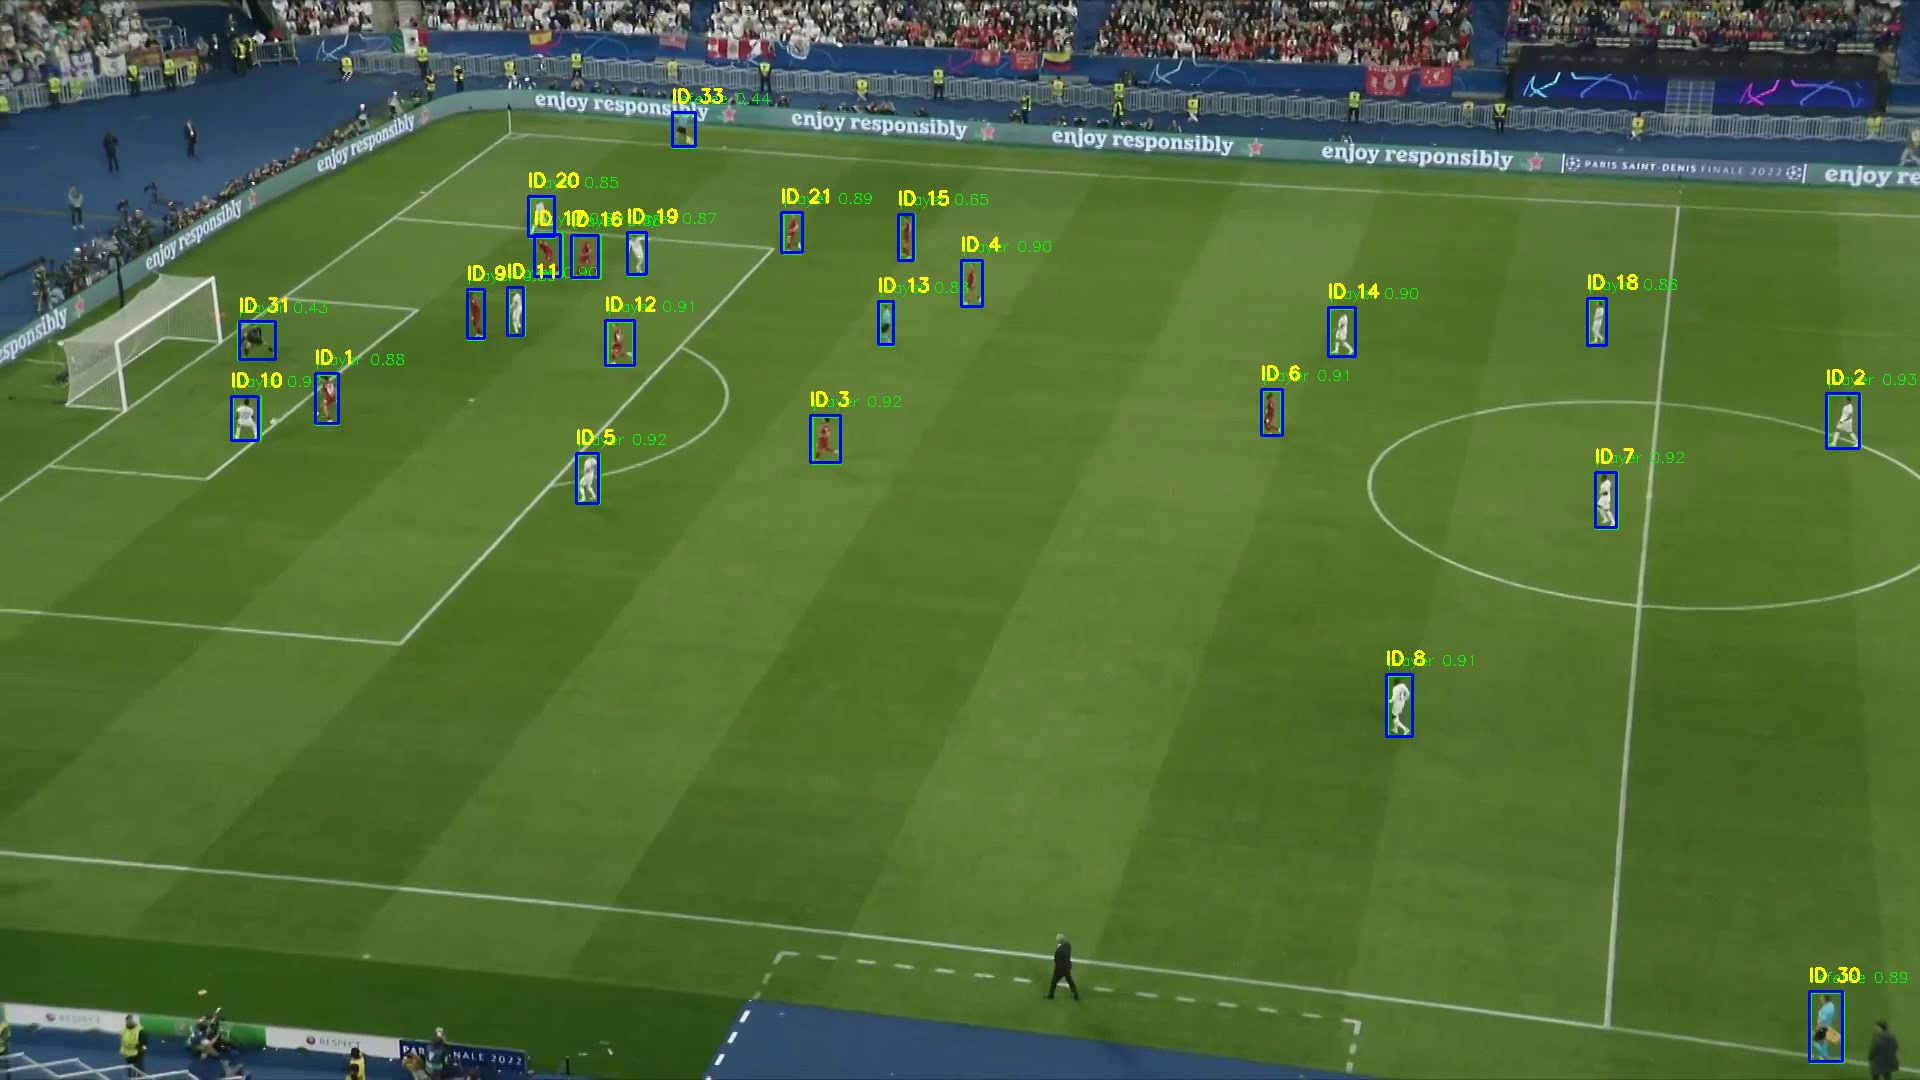 enjoy responsibly
enjoy responsibly
enjoy responsibly
enjoy responsibly
PARIS SAINT-DENIS FINALE 2022
enjoy re
enjoy responsibly
enjoy responsibly
sponsibly
ID 33 0.44
ID 20 0.85
ID 21 0.89
ID 15 0.65
ID 16
ID 19 0.87
ID 4 0.90
ID 9
ID 11
ID 13
ID 12 0.91
ID 14 0.90
ID 18
ID 31 0.43
ID 1 0.88
ID 10
ID 6 0.91
ID 2 0.93
ID 3 0.92
ID 5 0.92
ID 7 0.92
ID 8 0.91
ID 30 0.89
RESPECT
RESPECT
NALE 2022